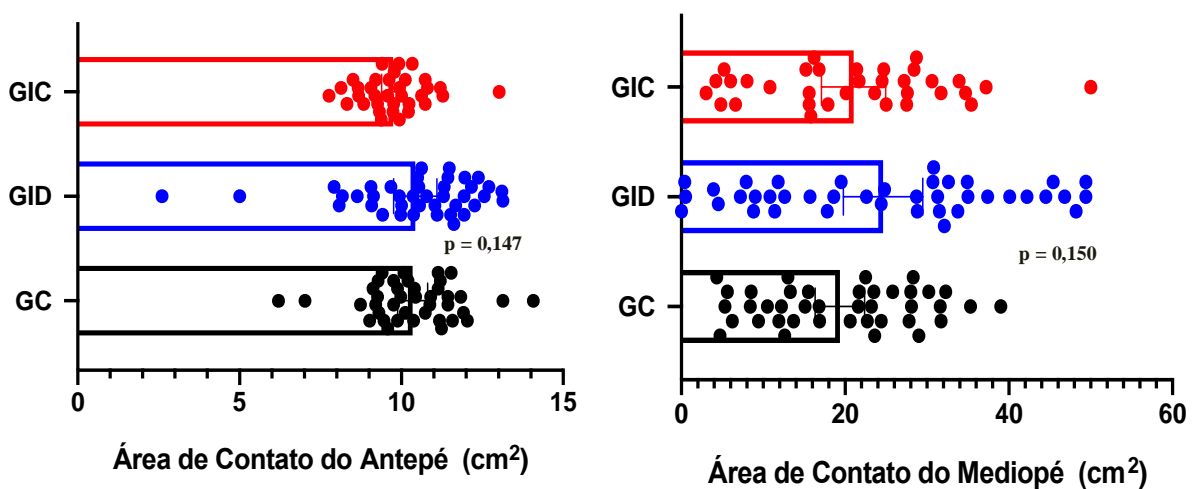 GIC
GID
GC
p = 0,147
0 5 10 15
Área de Contato do Antepé (cm²)
GIC
GID
GC
p = 0,150
0 20 40 60
Área de Contato do Mediopé (cm²)